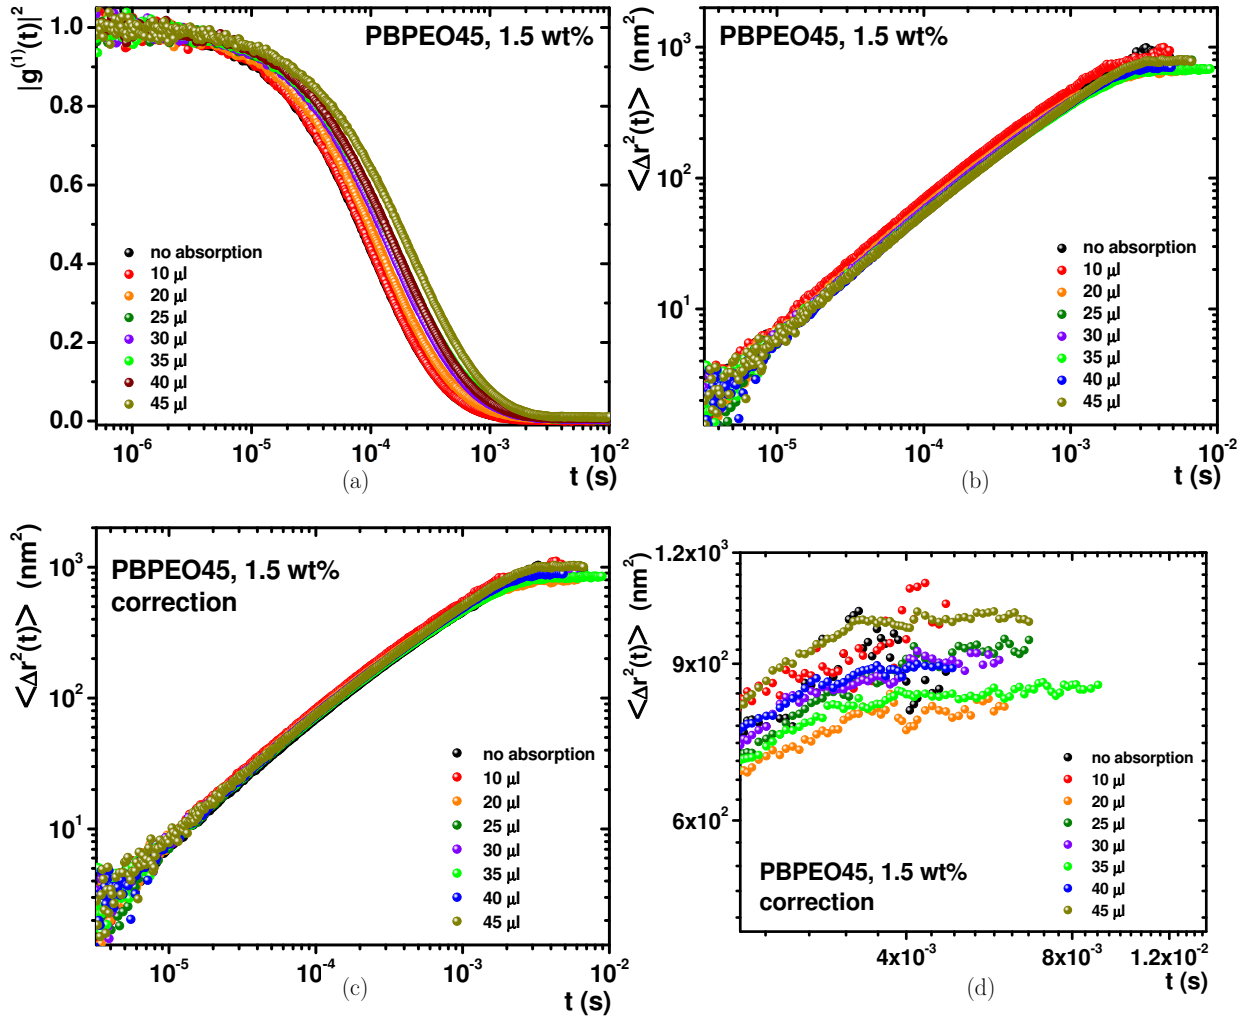 |g⁽¹⁾(t)|²
PBPEO45, 1.5 wt%
1.0
0.8
0.6
0.4
0.2
0.0
no absorption
10 μl
20 μl
25 μl
30 μl
35 μl
40 μl
45 μl
10⁻⁶ 10⁻⁵ 10⁻⁴ 10⁻³ 10⁻²
t (s)
(a)
<Δr²(t)> (nm²)
PBPEO45, 1.5 wt%
10³
10²
10¹
no absorption
10 μl
20 μl
25 μl
30 μl
35 μl
40 μl
45 μl
10⁻⁵ 10⁻⁴ 10⁻³ 10⁻²
t (s)
(b)
<Δr²(t)> (nm²)
PBPEO45, 1.5 wt%
correction
10³
10²
10¹
no absorption
10 μl
20 μl
25 μl
30 μl
35 μl
40 μl
45 μl
10⁻⁵ 10⁻⁴ 10⁻³ 10⁻²
t (s)
(c)
<Δr²(t)> (nm²)
1.2x10³
9x10²
6x10²
no absorption
10 μl
20 μl
25 μl
30 μl
35 μl
40 μl
45 μl
PBPEO45, 1.5 wt%
correction
4x10⁻³ 8x10⁻³ 1.2x10⁻²
t (s)
(d)